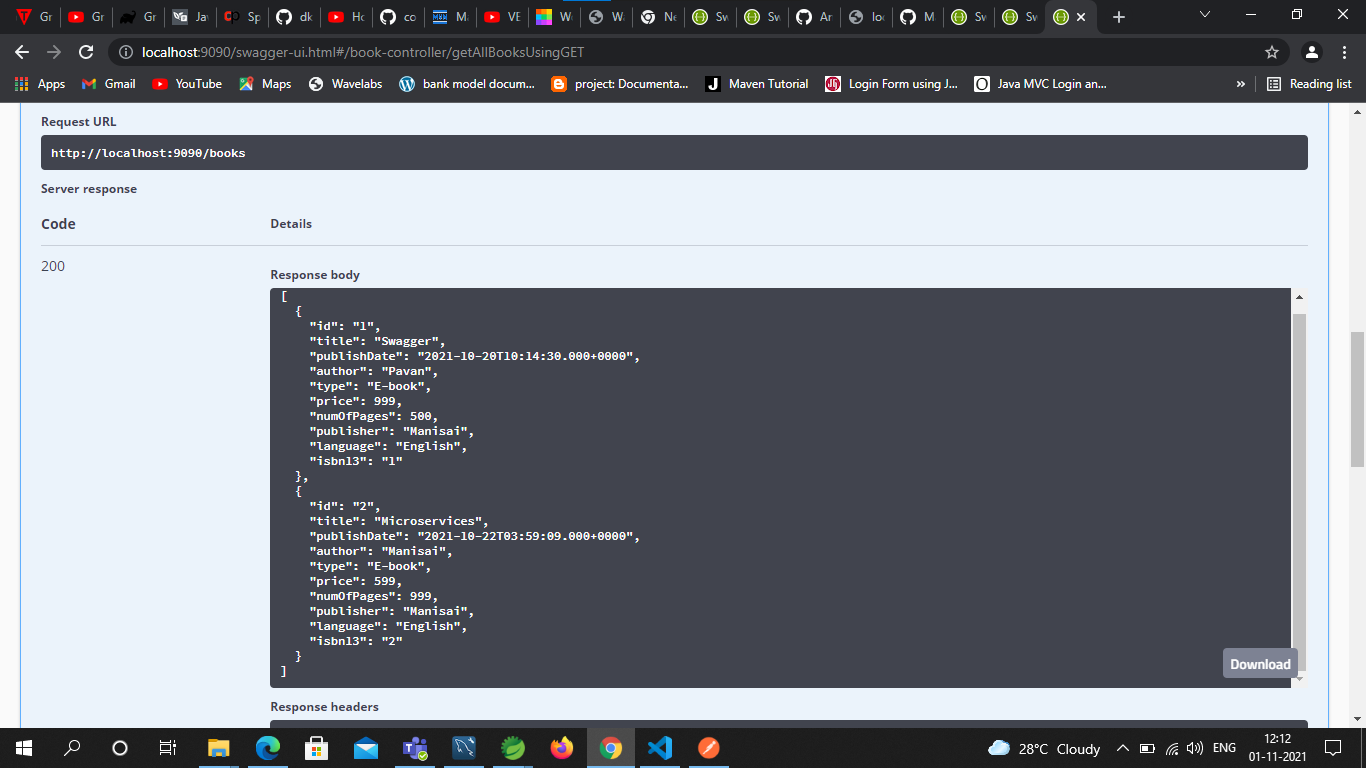 Gr
Gr
Gr
Jav
Sp
dk
Ho
co
Ma
VE
We
Wa
Ne
Sw
Sw
Ar
loc
M
Sw
Sw
localhost:9090/swagger-ui.html#/book-controller/getAllBooksUsingGET
Apps Gmail YouTube Maps Wavelabs bank model docum... project: Documenta... Maven Tutorial Login Form using J... Java MVC Login an... » Reading list
Request URL
http://localhost:9090/books
Server response
Code Details
200
Response body
[
{
"id": "1",
"title": "Swagger",
"publishDate": "2021-10-20T10:14:30.000+0000",
"author": "Pavan",
"type": "E-book",
"price": 999,
"numOfPages": 500,
"publisher": "Manisai",
"language": "English",
"isbn13": "1"
},
{
"id": "2",
"title": "Microservices",
"publishDate": "2021-10-22T03:59:09.000+0000",
"author": "Manisai",
"type": "E-book",
"price": 599,
"numOfPages": 999,
"publisher": "Manisai",
"language": "English",
"isbn13": "2"
}
]
Download
Response headers
28°C Cloudy ENG 12:12
01-11-2021